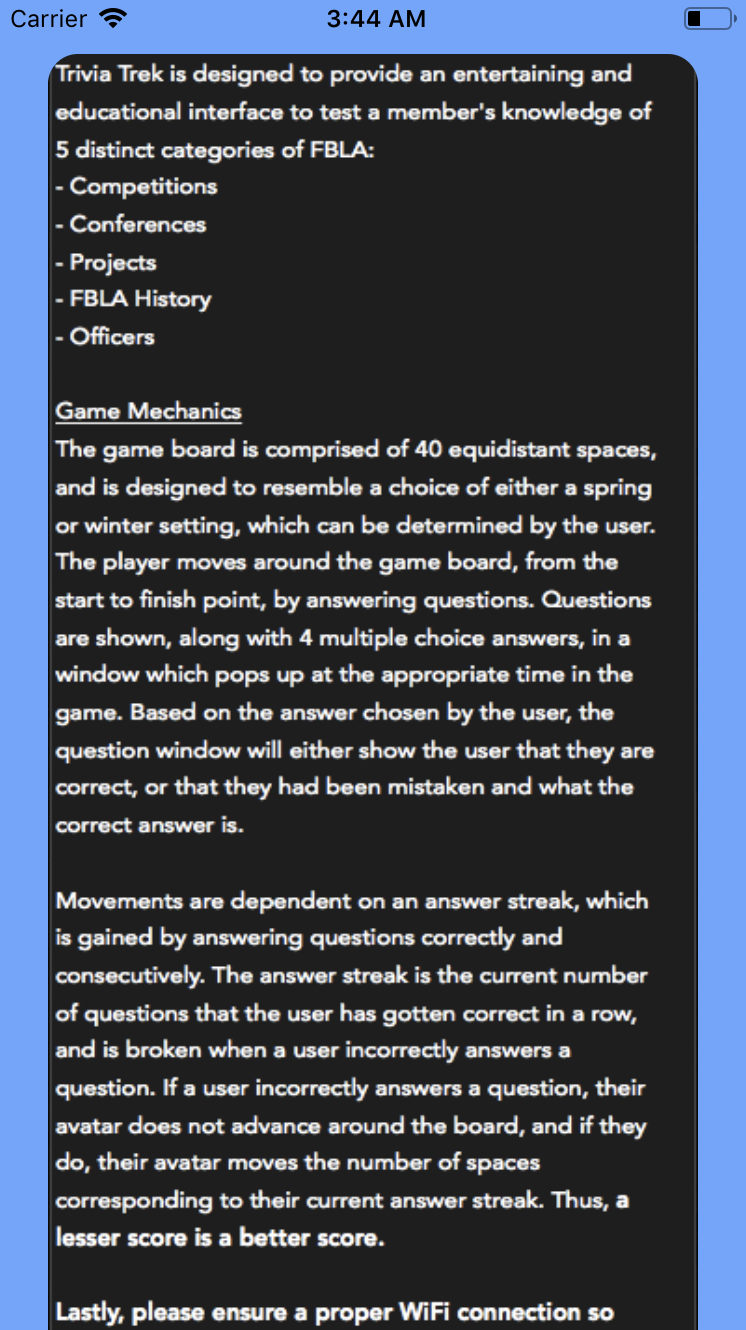 Carrier
3:44 AM
Trivia Trek is designed to provide an entertaining and
educational interface to test a member's knowledge of
5 distinct categories of FBLA:
- Competitions
- Conferences
- Projects
- FBLA History
- Officers
Game Mechanics
The game board is comprised of 40 equidistant spaces,
and is designed to resemble a choice of either a spring
or winter setting, which can be determined by the user.
The player moves around the game board, from the
start to finish point, by answering questions. Questions
are shown, along with 4 multiple choice answers, in a
window which pops up at the appropriate time in the
game. Based on the answer chosen by the user, the
question window will either show the user that they are
correct, or that they had been mistaken and what the
correct answer is.
Movements are dependent on an answer streak, which
is gained by answering questions correctly and
consecutively. The answer streak is the current number
of questions that the user has gotten correct in a row,
and is broken when a user incorrectly answers a
question. If a user incorrectly answers a question, their
avatar does not advance around the board, and if they
do, their avatar moves the number of spaces
corresponding to their current answer streak. Thus, a
lesser score is a better score.
Lastly, please ensure a proper WiFi connection so